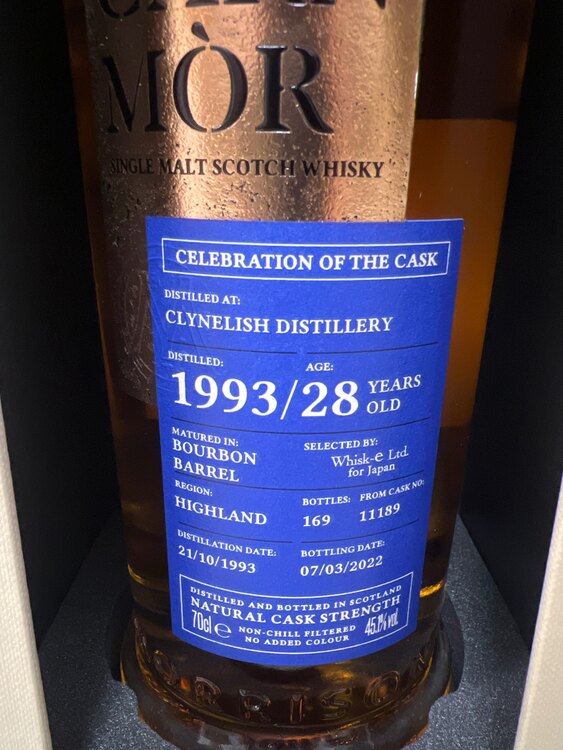 MÒR
SINGLE MALT SCOTCH WHISKY
CELEBRATION OF THE CASK
DISTILLED AT:
CLYNELISH DISTILLERY
DISTILLED: AGE:
1993/28 YEARS OLD
MATURED IN:
BOURBON
BARREL
SELECTED BY:
Whisk-e Ltd.
for Japan
REGION:
HIGHLAND
BOTTLES: FROM CASK NO:
169 11189
DISTILLATION DATE:
21/10/1993
BOTTLING DATE:
07/03/2022
DISTILLED AND BOTTLED IN SCOTLAND
NATURAL CASK STRENGTH
70cl ℮ NON-CHILL FILTERED 45.1% vol
NO ADDED COLOUR
MORRISON